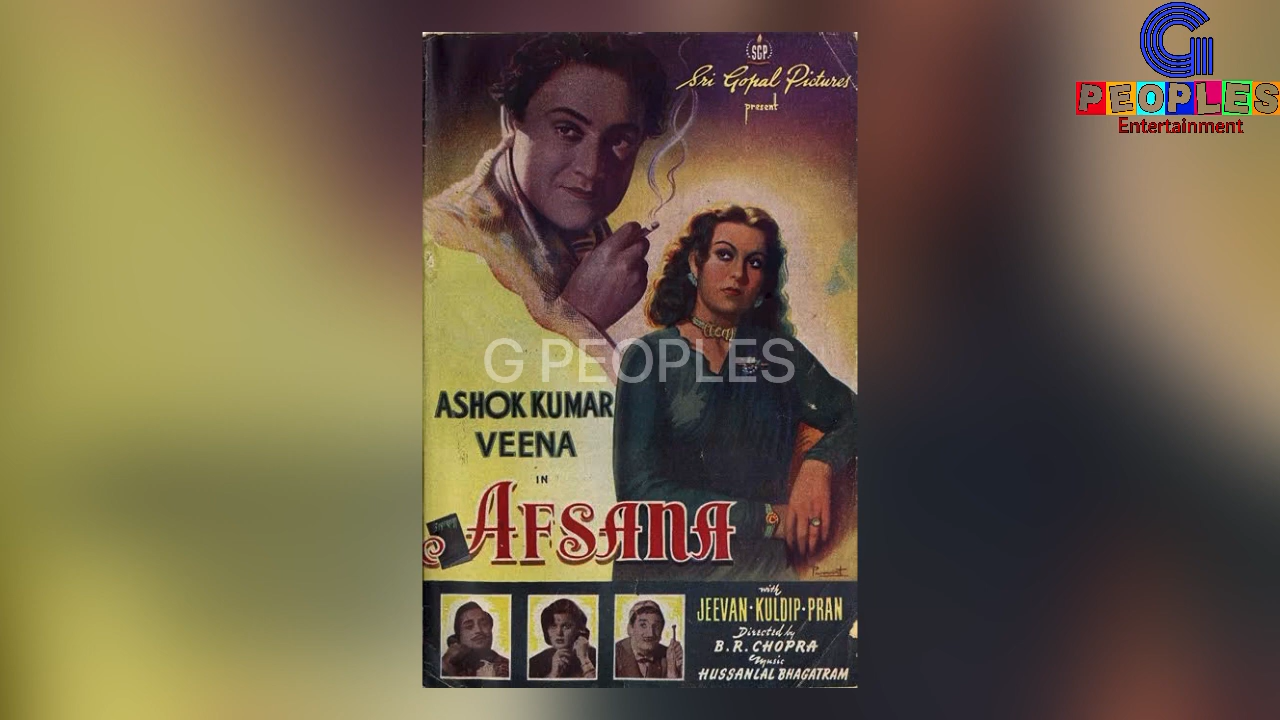 G
PEOPLES
Entertainment
SGP
Sri Gopal Pictures
present
G PEOPLES
ASHOK KUMAR
VEENA
IN
AFSANA
with
JEEVAN · KULDIP · PRAN
Directed by
B. R. CHOPRA
Music
HUSSANLAL BHAGATRAM